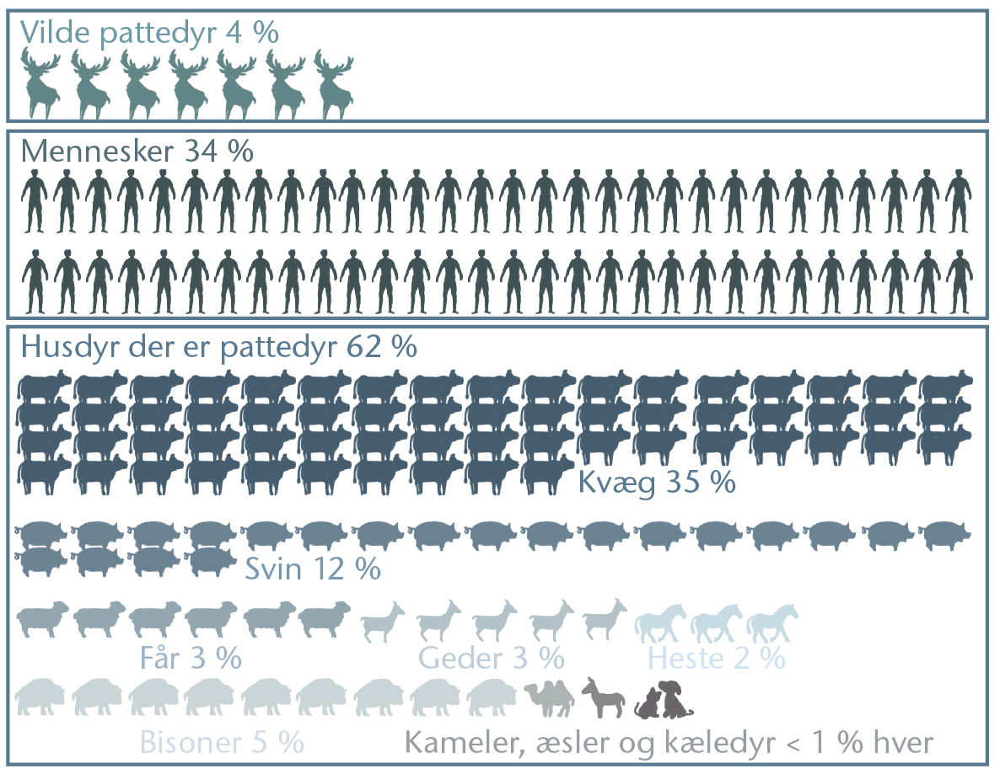 Vilde pattedyr 4 %
Mennesker 34 %
Husdyr der er pattedyr 62 %
Kvæg 35 %
Svin 12 %
Får 3 %
Geder 3 %
Heste 2 %
Bisoner 5 %
Kameler, æsler og kæledyr < 1 % hver